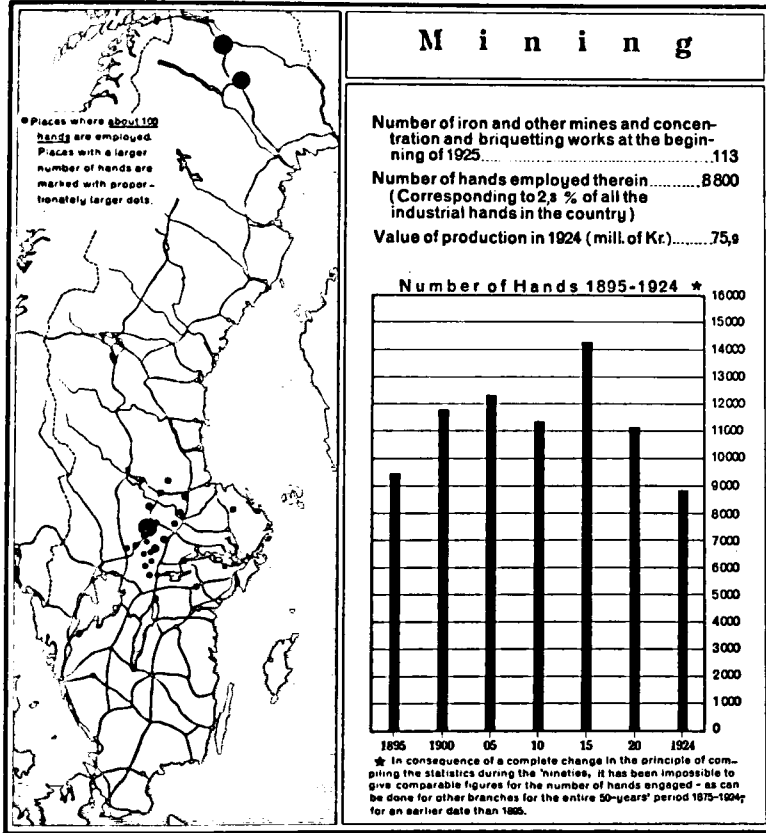 Mining
Places where about 100
hands are employed.
Places with a larger
number of hands are
marked with propor-
tionately larger dots.
Number of iron and other mines and concen-
tration and briquetting works at the begin-
ning of 1925....................113
Number of hands employed therein..........8800
(Corresponding to 2,8 % of all the
industrial hands in the country)
Value of production in 1924 (mill. of Kr.)........75,9
Number of Hands 1895-1924 *
16000
15000
14000
13000
12000
11000
10000
9000
8000
7000
6000
5000
4000
3000
2000
1000
0
1895 1900 05 10 15 20 1924
* In consequence of a complete change in the principle of com-
piling the statistics during the 'nineties, it has been impossible to
give comparable figures for the number of hands engaged - as can
be done for other branches for the entire 50-years' period 1875-1924,
for an earlier date than 1895.